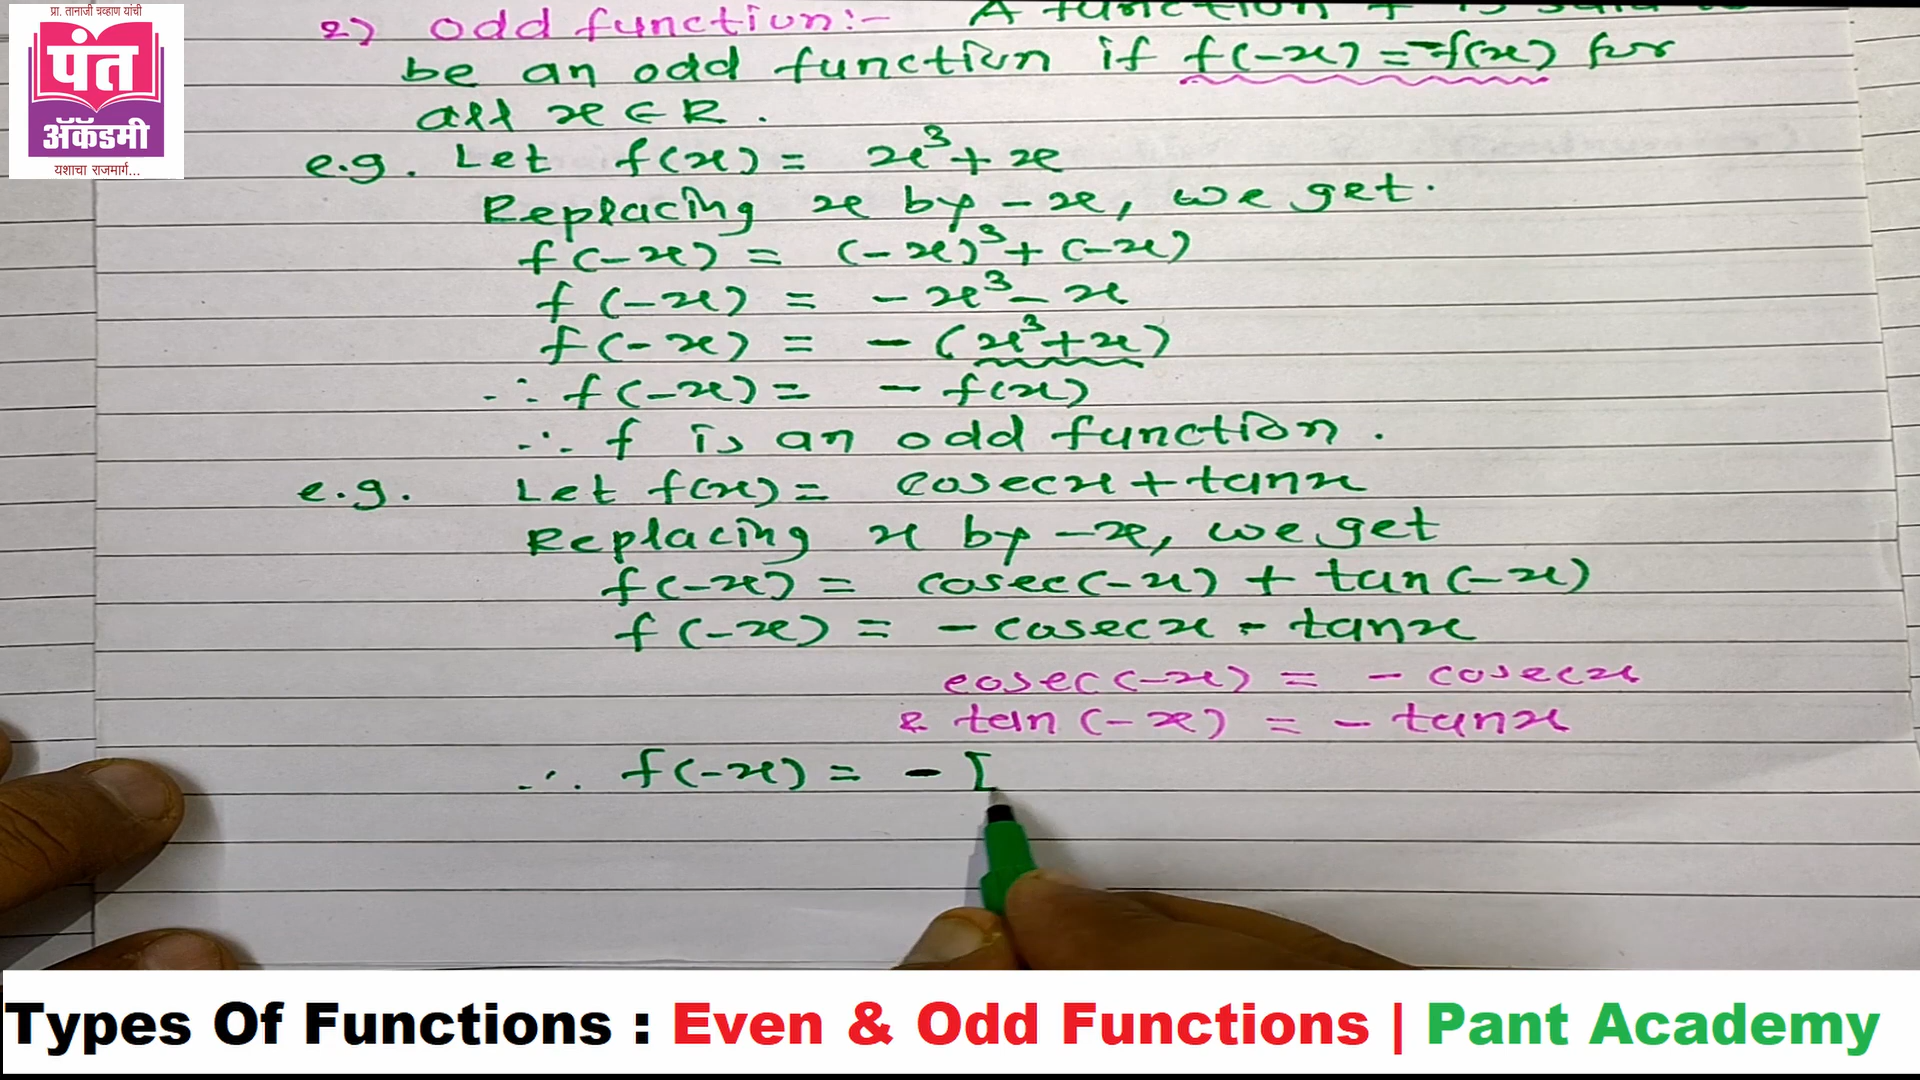 प्रा. तानाजी चव्हाण यांची
पंत
ॲकॅडमी
यशाचा राजमार्ग...
2) Odd function:- A function f is said to
be an odd function if f(-x) = -f(x) for
all x ∈ R.
e.g. Let f(x) = x³ + x
Replacing x by -x, we get.
f(-x) = (-x)³ + (-x)
f(-x) = -x³ - x
f(-x) = -(x³ + x)
∴ f(-x) = - f(x)
∴ f is an odd function.
e.g. Let f(x) = cosecx + tanx
Replacing x by -x, we get
f(-x) = cosec(-x) + tan(-x)
f(-x) = - cosecx - tanx
cosec(-x) = - cosecx
& tan(-x) = - tanx
∴ f(-x) = - [
Types Of Functions : Even & Odd Functions | Pant Academy